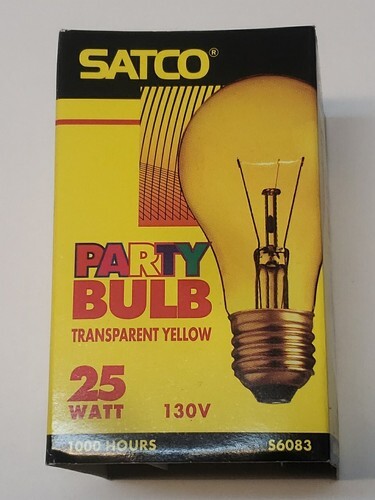 SATCO®
PARTY
BULB
TRANSPARENT YELLOW
25
WATT 130V
1000 HOURS S6083